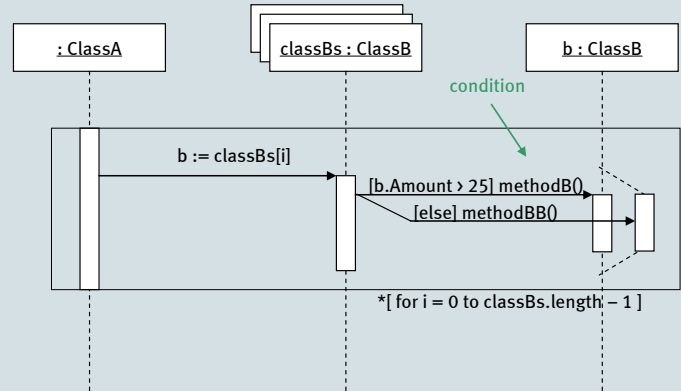 : ClassA
classBs : ClassB
b : ClassB
condition
b := classBs[i]
[b.Amount > 25] methodB()
[else] methodBB()
*[ for i = 0 to classBs.length – 1 ]